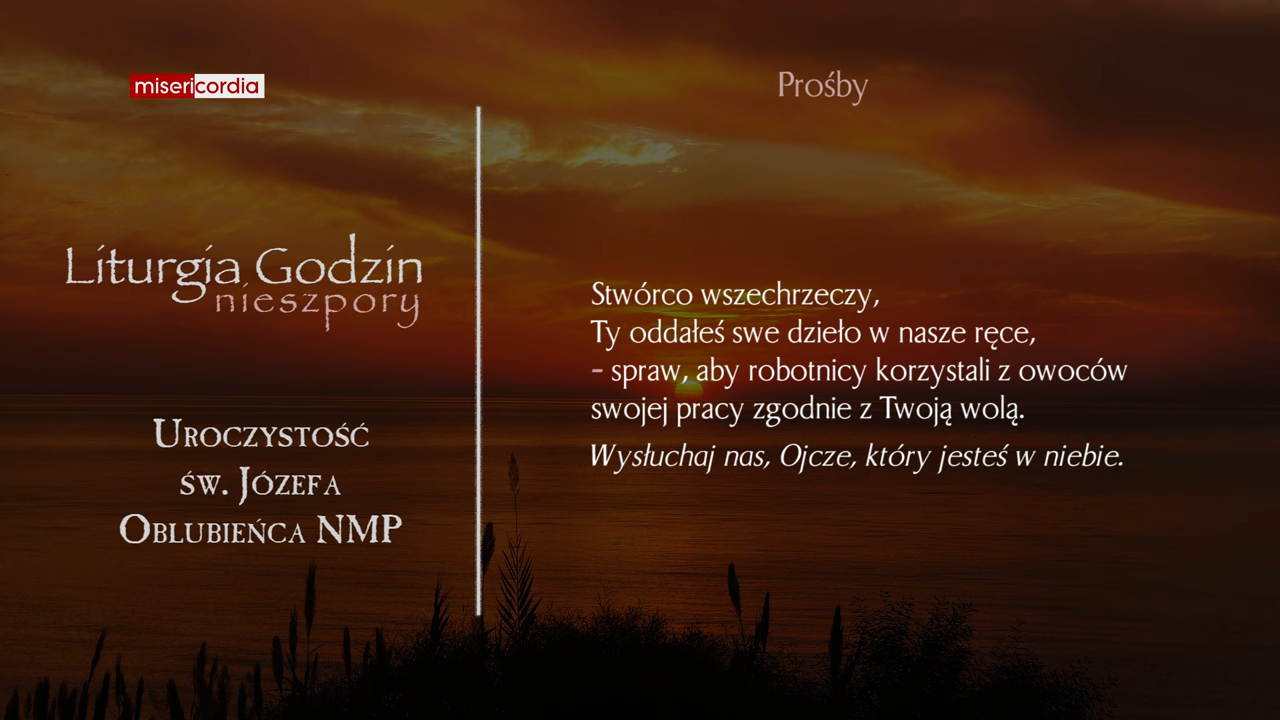 misericordia
Prośby
Liturgia Godzin
nieszpory
Uroczystość
św. Józefa
Oblubieńca NMP
Stwórco wszechrzeczy,
Ty oddałeś swe dzieło w nasze ręce,
- spraw, aby robotnicy korzystali z owoców
swojej pracy zgodnie z Twoją wolą.
Wysłuchaj nas, Ojcze, który jesteś w niebie.